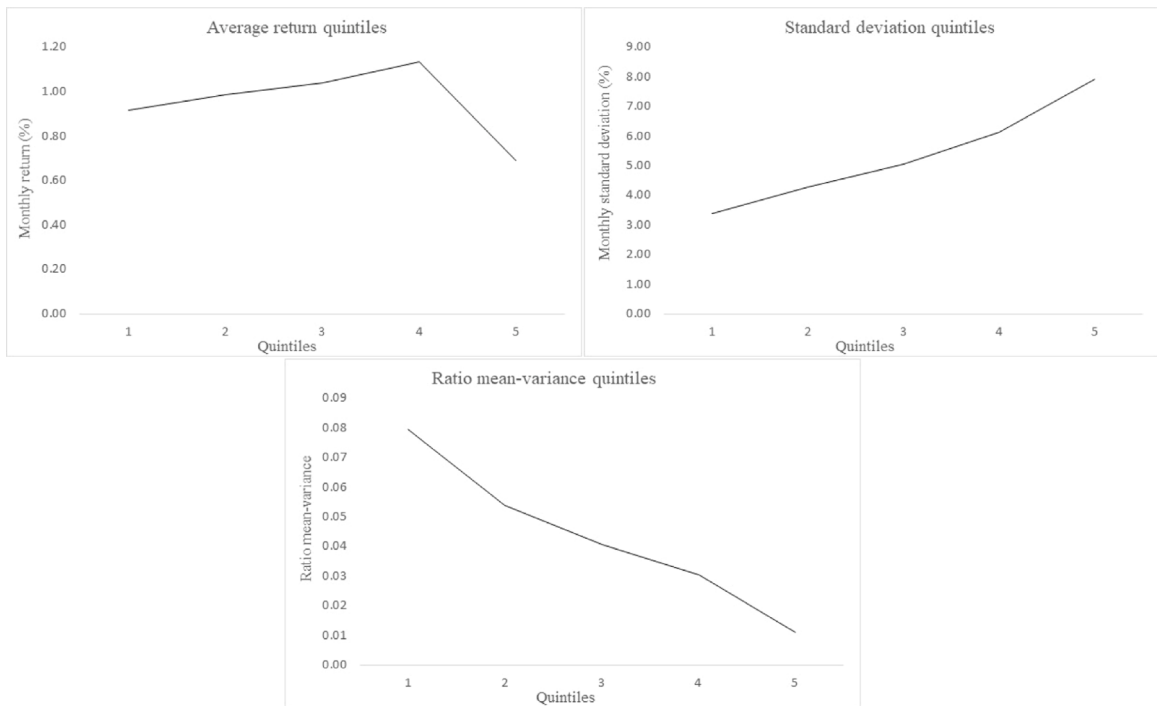 Average return quintiles
Monthly return (%)
1.20
1.00
0.80
0.60
0.40
0.20
0.00
1 2 3 4 5
Quintiles
Standard deviation quintiles
Monthly standard deviation (%)
9.00
8.00
7.00
6.00
5.00
4.00
3.00
2.00
1.00
0.00
1 2 3 4 5
Quintiles
Ratio mean-variance quintiles
Ratio mean-variance
0.09
0.08
0.07
0.06
0.05
0.04
0.03
0.02
0.01
0.00
1 2 3 4 5
Quintiles